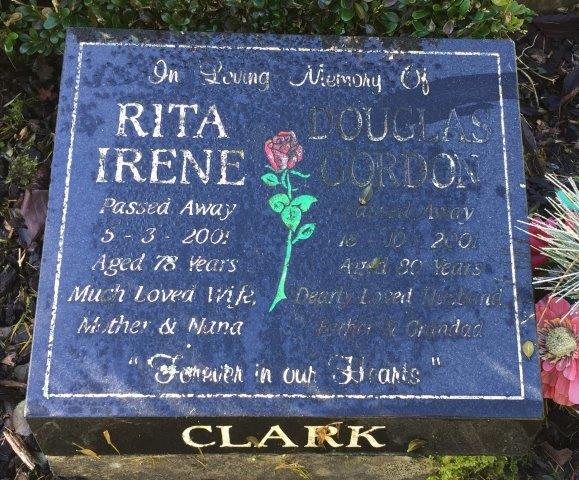 In Loving Memory Of
RITA
IRENE
Passed Away
5 - 3 - 2001
Aged 78 Years
Much Loved Wife,
Mother & Nana
DOUGLAS
GORDON
Passed Away
16 - 10 - 2001
Aged 80 Years
Dearly Loved Husband
Father & Grandad
"Forever in our Hearts"
CLARK